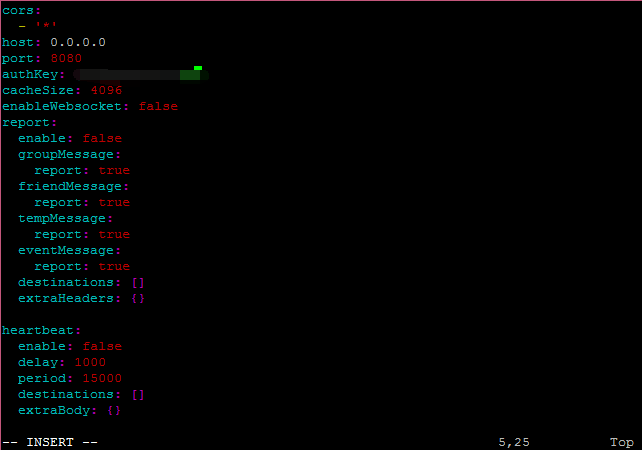 cors:
  - '*'
host: 0.0.0.0
port: 8080
authKey:
cacheSize: 4096
enableWebsocket: false
report:
  enable: false
  groupMessage:
    report: true
  friendMessage:
    report: true
  tempMessage:
    report: true
  eventMessage:
    report: true
  destinations: []
  extraHeaders: {}
heartbeat:
  enable: false
  delay: 1000
  period: 15000
  destinations: []
  extraBody: {}
-- INSERT -- 5,25 Top